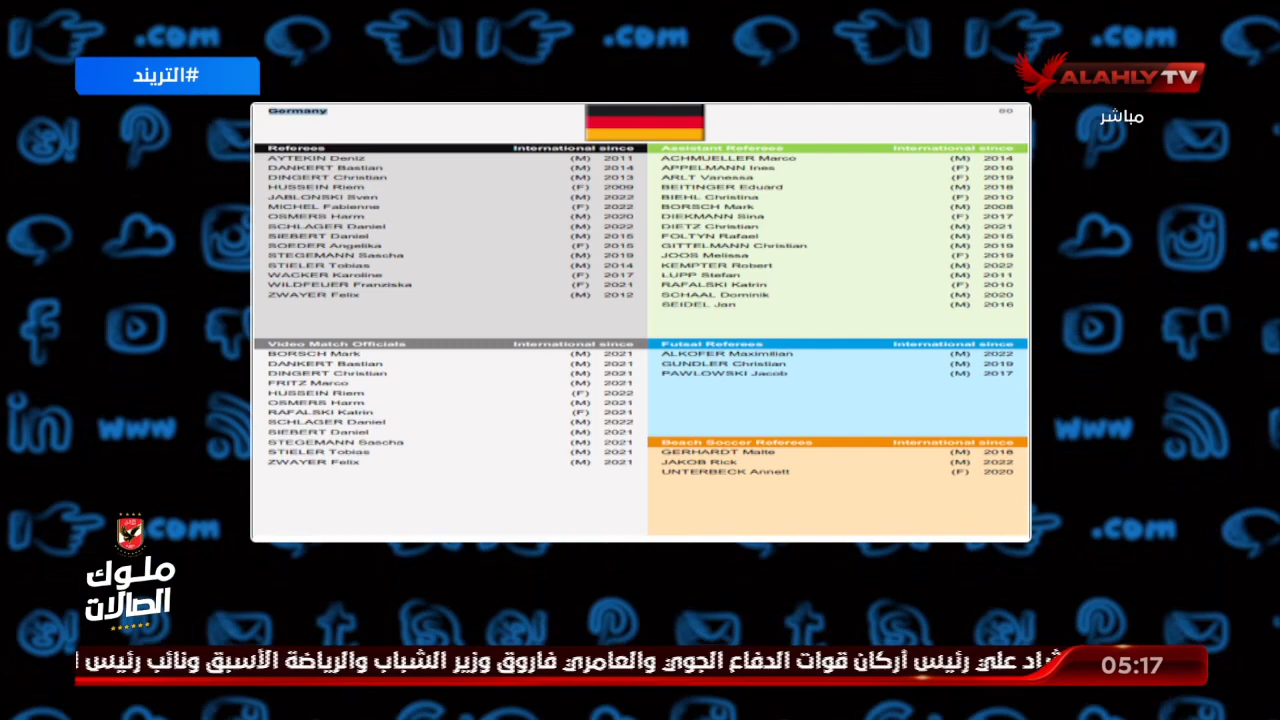 #التريند
ALAHLY TV
مباشر
Germany
80
Referees International since
AYTEKIN Deniz (M) 2011
DANKERT Bastian (M) 2014
DINGERT Christian (M) 2013
HUSSEIN Riem (F) 2009
JABLONSKI Sven (M) 2022
MICHEL Fabienne (F) 2022
OSMERS Harm (M) 2020
SCHLAGER Daniel (M) 2022
SIEBERT Daniel (M) 2015
SOEDER Angelika (F) 2015
STEGEMANN Sascha (M) 2019
STIELER Tobias (M) 2014
WACKER Karoline (F) 2017
WILDFEUER Franziska (F) 2021
ZWAYER Felix (M) 2012
Assistant Referees International since
ACHMUELLER Marco (M) 2014
APPELMANN Ines (F) 2016
ARLT Vanessa (F) 2019
BEITINGER Eduard (M) 2018
BIEHL Christina (F) 2010
BORSCH Mark (M) 2008
DIEKMANN Sina (F) 2017
DIETZ Christian (M) 2021
FOLTYN Rafael (M) 2015
GITTELMANN Christian (M) 2019
JOOS Melissa (F) 2019
KEMPTER Robert (M) 2022
LUPP Stefan (M) 2011
RAFALSKI Katrin (F) 2010
SCHAAL Dominik (M) 2020
SEIDEL Jan (M) 2016
Video Match Officials International since
BORSCH Mark (M) 2021
DANKERT Bastian (M) 2021
DINGERT Christian (M) 2021
FRITZ Marco (M) 2021
HUSSEIN Riem (F) 2022
OSMERS Harm (M) 2021
RAFALSKI Katrin (F) 2021
SCHLAGER Daniel (M) 2022
SIEBERT Daniel (M) 2021
STEGEMANN Sascha (M) 2021
STIELER Tobias (M) 2021
ZWAYER Felix (M) 2021
Futsal Referees International since
ALKOFER Maximilian (M) 2022
GUNDLER Christian (M) 2019
PAWLOWSKI Jacob (M) 2017
Beach Soccer Referees International since
GERHARDT Malte (M) 2018
JAKOB Rick (M) 2022
UNTERBECK Annett (F) 2020
.com .com .com
www www
.com .com
ملوك
الصالات
شاد علي رئيس أركان قوات الدفاع الجوي والعامري فاروق وزير الشباب والرياضة الأسبق ونائب رئيس ا
05:17